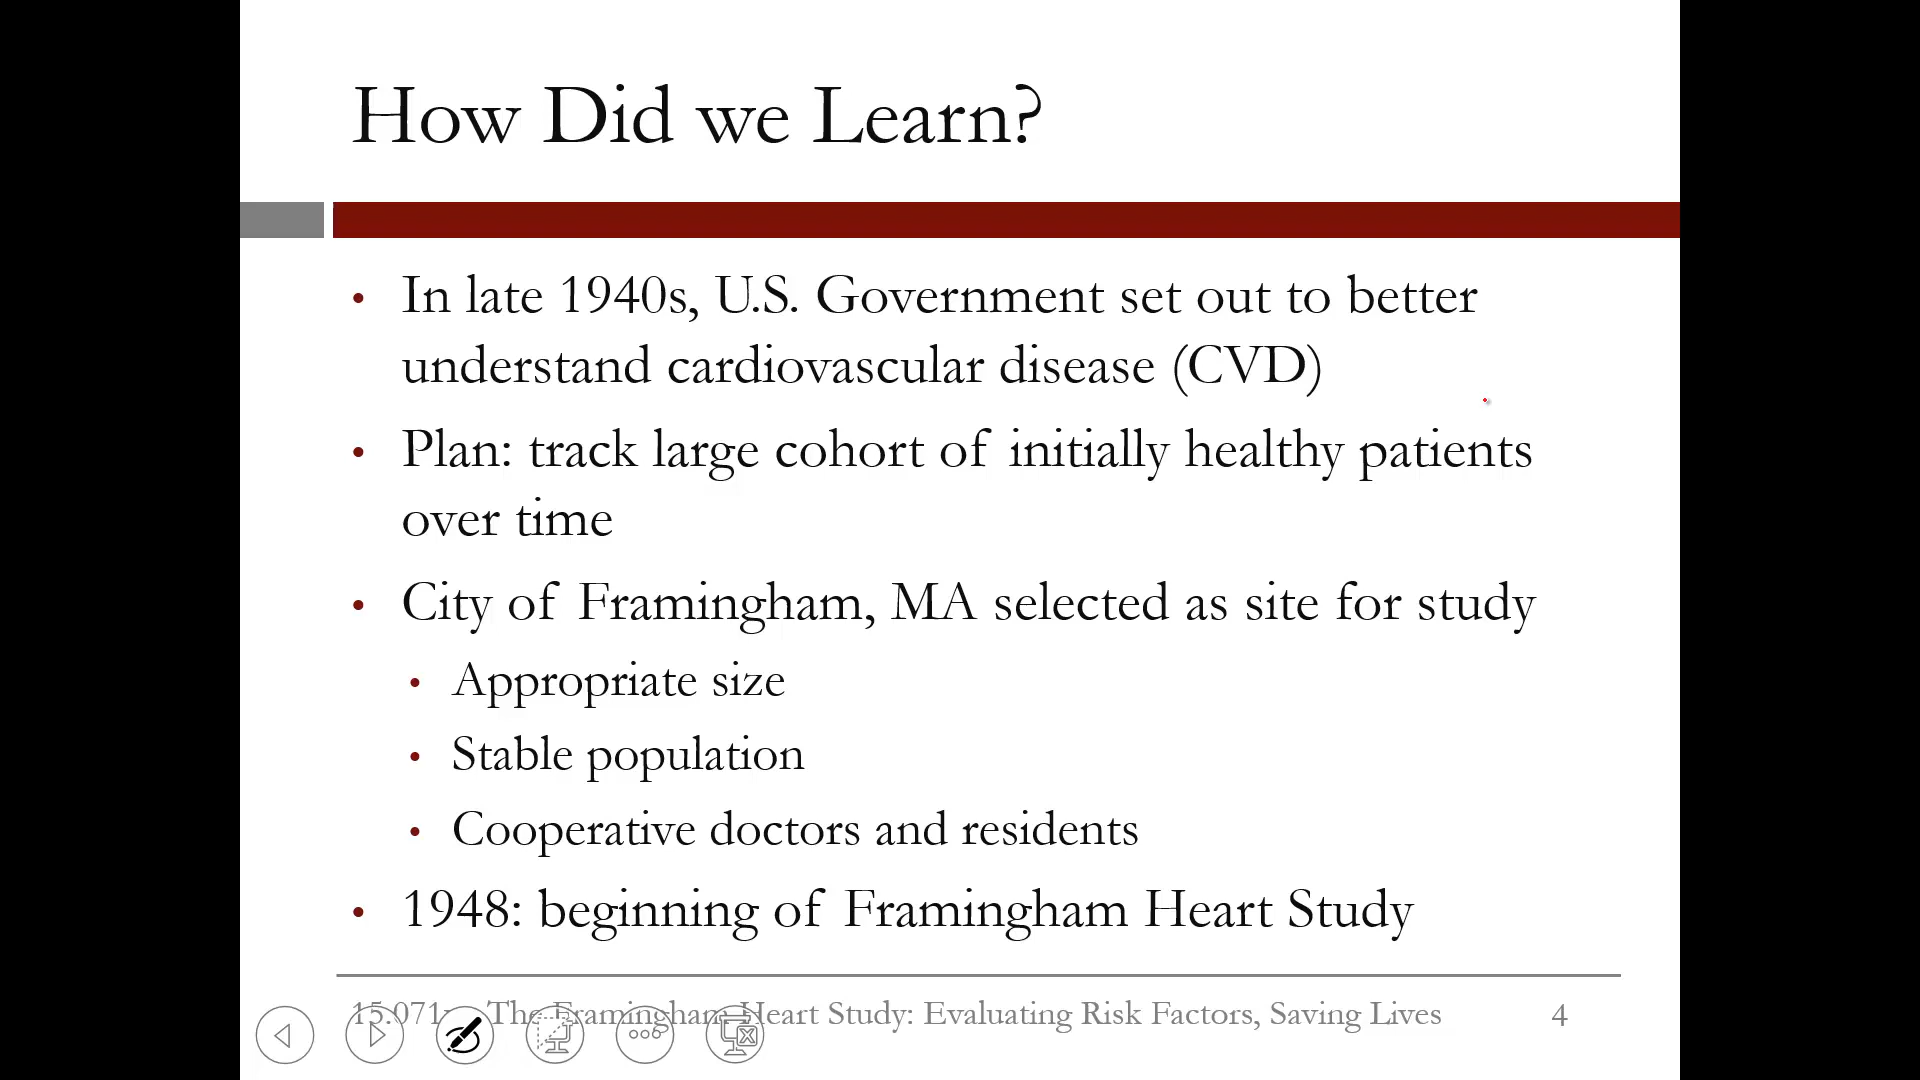 How Did we Learn?
• In late 1940s, U.S. Government set out to better
understand cardiovascular disease (CVD)
• Plan: track large cohort of initially healthy patients
over time
• City of Framingham, MA selected as site for study
• Appropriate size
• Stable population
• Cooperative doctors and residents
• 1948: beginning of Framingham Heart Study
15.071x The Framingham Heart Study: Evaluating Risk Factors, Saving Lives 4